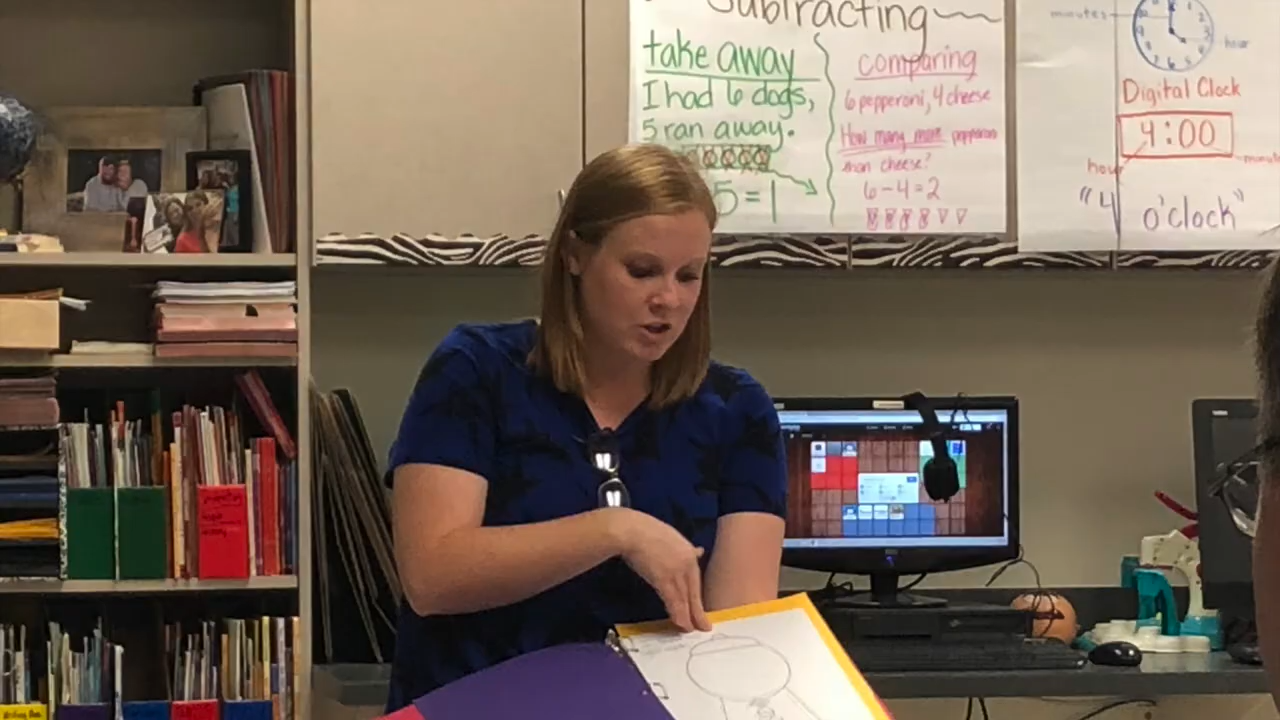 Subtracting
take away
I had 6 dogs,
5 ran away.
5 = 1
comparing
6 pepperoni, 4 cheese
How many more pepperoni
than cheese?
6 - 4 = 2
minutes
hour
Digital Clock
4:00
hour
minute
"4 o'clock"